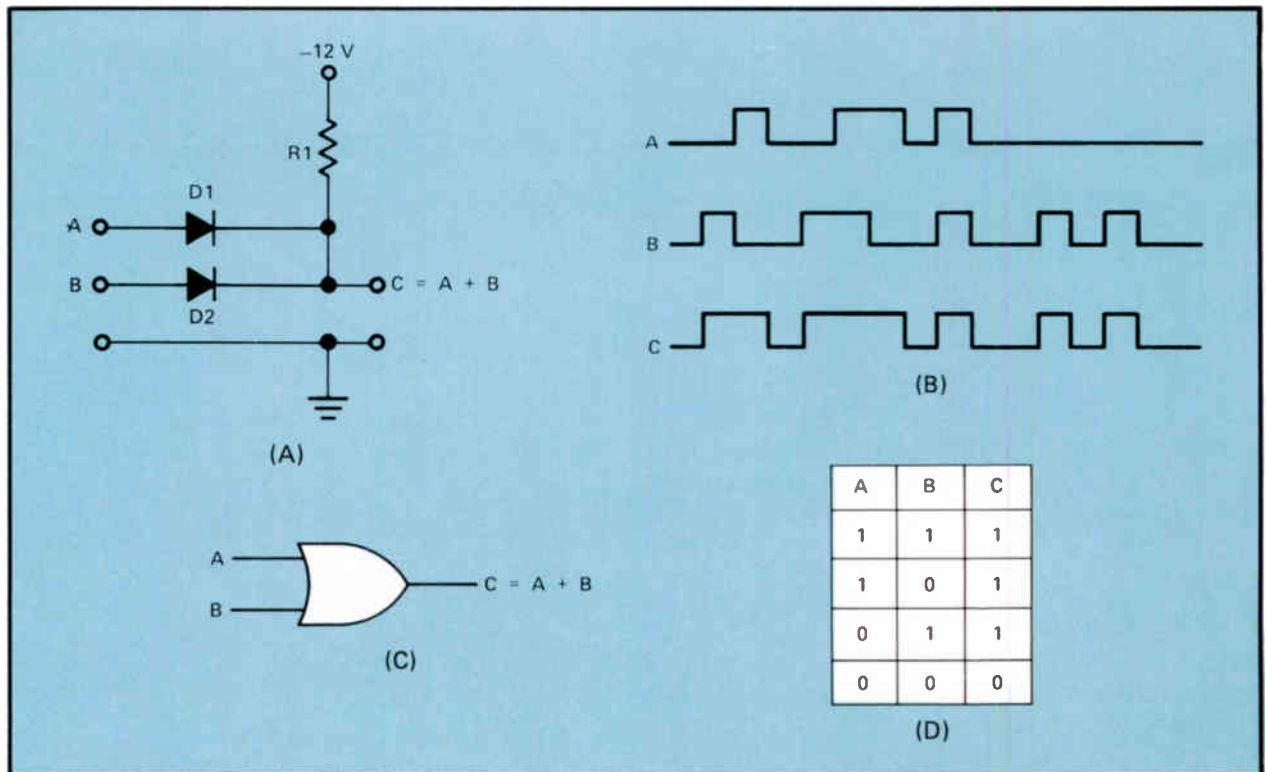 −12 V
R1
D1
A
B
C = A + B
D2
(A)
A
B
C
(B)
A
B
C = A + B
(C)
A B C
1 1 1
1 0 1
0 1 1
0 0 0
(D)